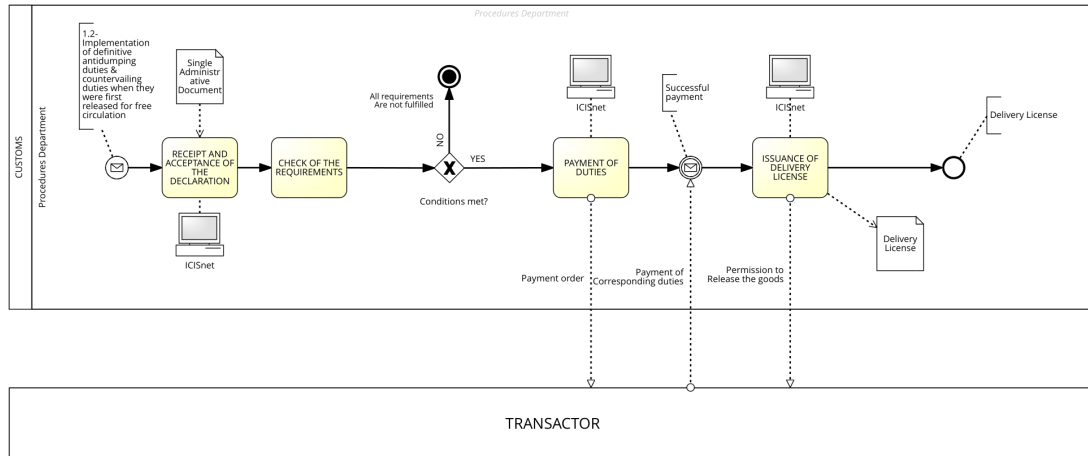 Procedures Department
CUSTOMS
Procedures Department
1.2-
Implementation
of definitive
antidumping
duties &
countervailing
duties when they
were first
released for free
circulation
Single
Administr
ative
Document
RECEIPT AND
ACCEPTANCE OF
THE
DECLARATION
ICISnet
CHECK OF THE
REQUIREMENTS
All requirements
Are not fulfilled
NO
YES
Conditions met?
ICISnet
PAYMENT OF
DUTIES
Successful
payment
ICISnet
ISSUANCE OF
DELIVERY
LICENSE
Delivery License
Delivery
License
Payment order
Payment of
Corresponding duties
Permission to
Release the goods
TRANSACTOR